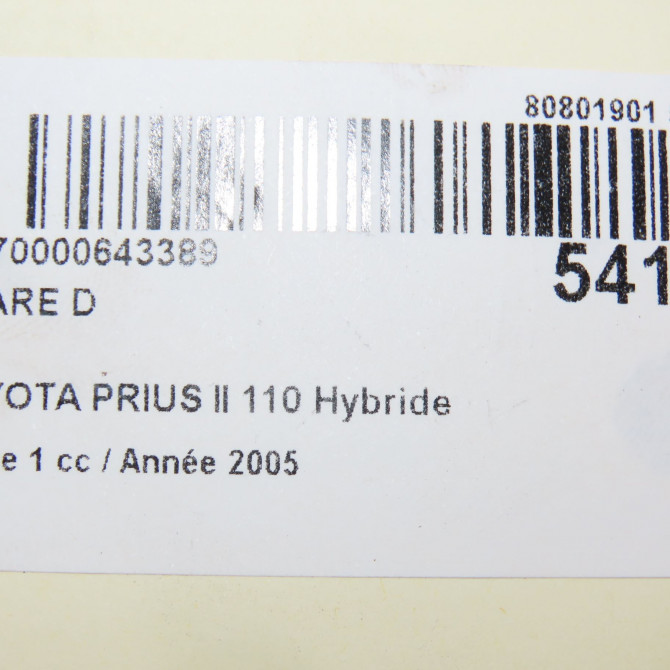 80801901
70000643389
541
ARE D
YOTA PRIUS II 110 Hybride
e 1 cc / Année 2005